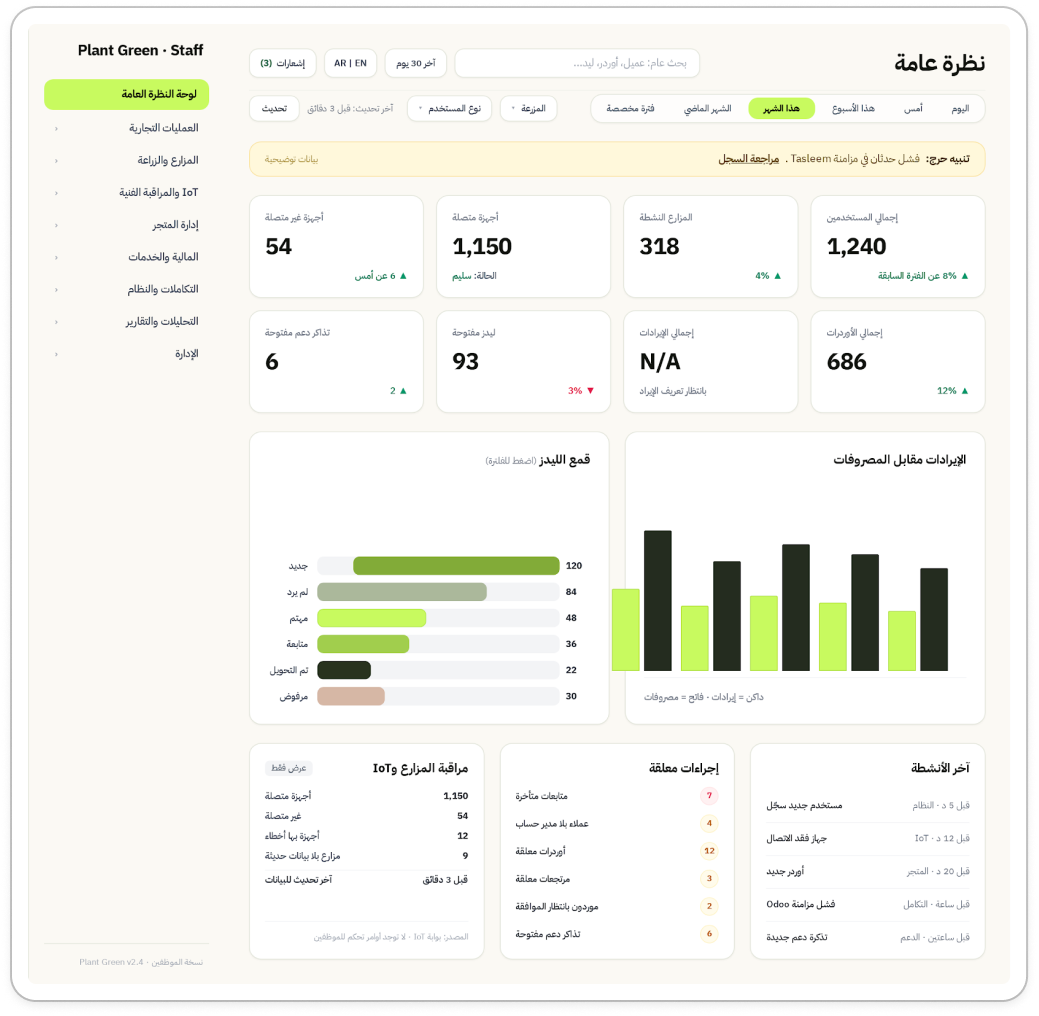 Plant Green · Staff
لوحة النظرة العامة
العمليات التجارية
المزارع والزراعة
IoT والمراقبة الفنية
إدارة المتجر
المالية والخدمات
التكاملات والنظام
التحليلات والتقارير
الإدارة
نسخة الموظفين · Plant Green v2.4
نظرة عامة
بحث عام: عميل، أوردر، ليد...
آخر 30 يوم
AR | EN
إشعارات (3)
اليوم
أمس
هذا الأسبوع
هذا الشهر
الشهر الماضي
فترة مخصصة
المزرعة
نوع المستخدم
آخر تحديث: قبل 3 دقائق
تحديث
تنبيه حرج: فشل حدثان في مزامنة Tasleem . مراجعة السجل
بيانات توضيحية
إجمالي المستخدمين
1,240
▲ 8% عن الفترة السابقة
المزارع النشطة
318
▲ 4%
أجهزة متصلة
1,150
الحالة: سليم
أجهزة غير متصلة
54
▲ 6 عن أمس
إجمالي الأوردرات
686
▲ 12%
إجمالي الإيرادات
N/A
بانتظار تعريف الإيراد
ليدز مفتوحة
93
▼ 3%
تذاكر دعم مفتوحة
6
▲ 2
الإيرادات مقابل المصروفات
داكن = إيرادات · فاتح = مصروفات
قمع الليدز (اضغط للفلترة)
جديد 120
لم يرد 84
مهتم 48
متابعة 36
تم التحويل 22
مرفوض 30
آخر الأنشطة
مستخدم جديد سجّل قبل 5 د · النظام
جهاز فقد الاتصال قبل 12 د · IoT
أوردر جديد قبل 20 د · المتجر
فشل مزامنة Odoo قبل ساعة · التكامل
تذكرة دعم جديدة قبل ساعتين · الدعم
إجراءات معلقة
متابعات متأخرة 7
عملاء بلا مدير حساب 4
أوردرات معلقة 12
مرتجعات معلقة 3
موردون بانتظار الموافقة 2
تذاكر دعم مفتوحة 6
مراقبة المزارع وIoT
عرض فقط
أجهزة متصلة 1,150
غير متصلة 54
أجهزة بها أخطاء 12
مزارع بلا بيانات حديثة 9
آخر تحديث للبيانات قبل 3 دقائق
المصدر: بوابة IoT · لا توجد أوامر تحكم للموظفين